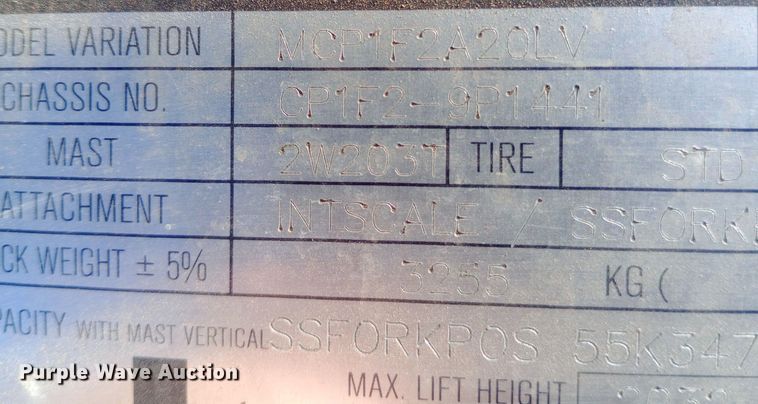 ODEL VARIATION MCP1F2A20LV
CHASSIS NO. CP1F2-9P1441
MAST 2W203T TIRE STD
ATTACHMENT INTSCALE / SSFORK
CK WEIGHT ± 5% 3255 KG (
PACITY WITH MAST VERTICAL SSFORKPOS 55K347
Purple Wave Auction
MAX. LIFT HEIGHT